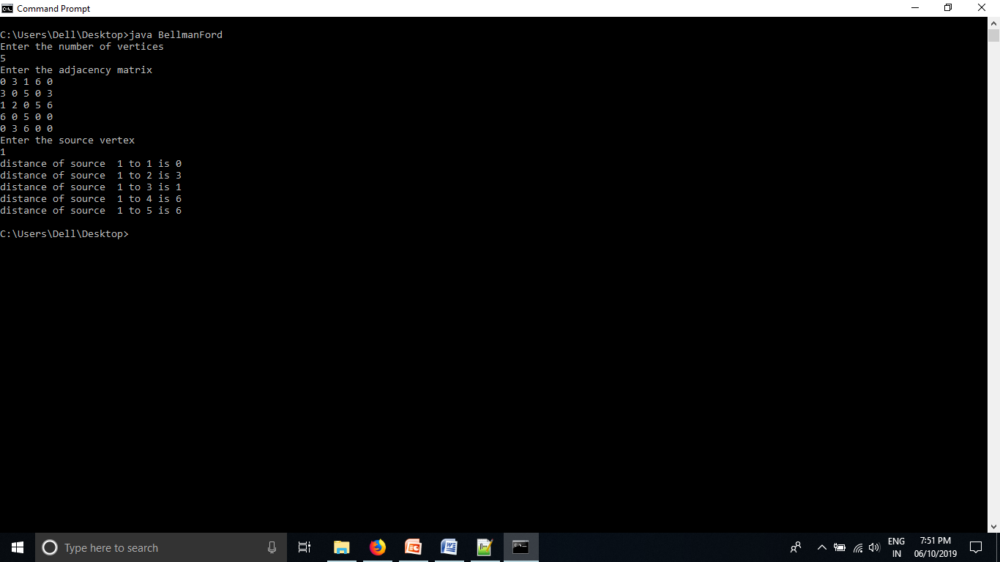 Command Prompt
C:\Users\Dell\Desktop>java BellmanFord
Enter the number of vertices
5
Enter the adjacency matrix
0 3 1 6 0
3 0 5 0 3
1 2 0 5 6
6 0 5 0 0
0 3 6 0 0
Enter the source vertex
1
distance of source  1 to 1 is 0
distance of source  1 to 2 is 3
distance of source  1 to 3 is 1
distance of source  1 to 4 is 6
distance of source  1 to 5 is 6
C:\Users\Dell\Desktop>
Type here to search
ENG
IN
7:51 PM
06/10/2019